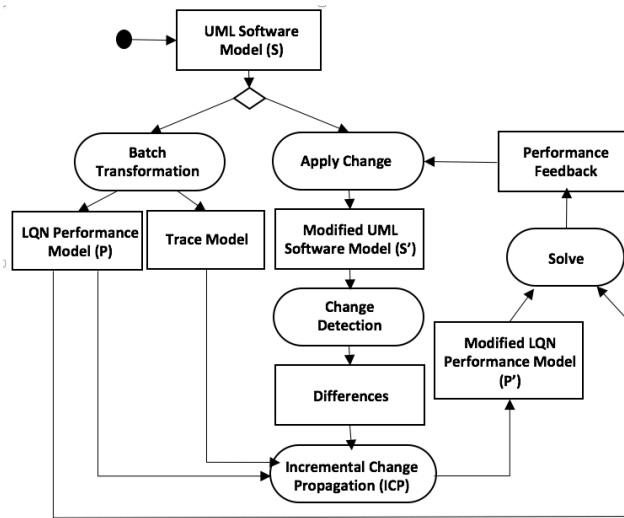 UML Software
Model (S)
Batch
Transformation
Apply Change
Performance
Feedback
LQN Performance
Model (P)
Trace Model
Modified UML
Software Model (S’)
Solve
Change
Detection
Modified LQN
Performance Model
(P’)
Differences
Incremental Change
Propagation (ICP)